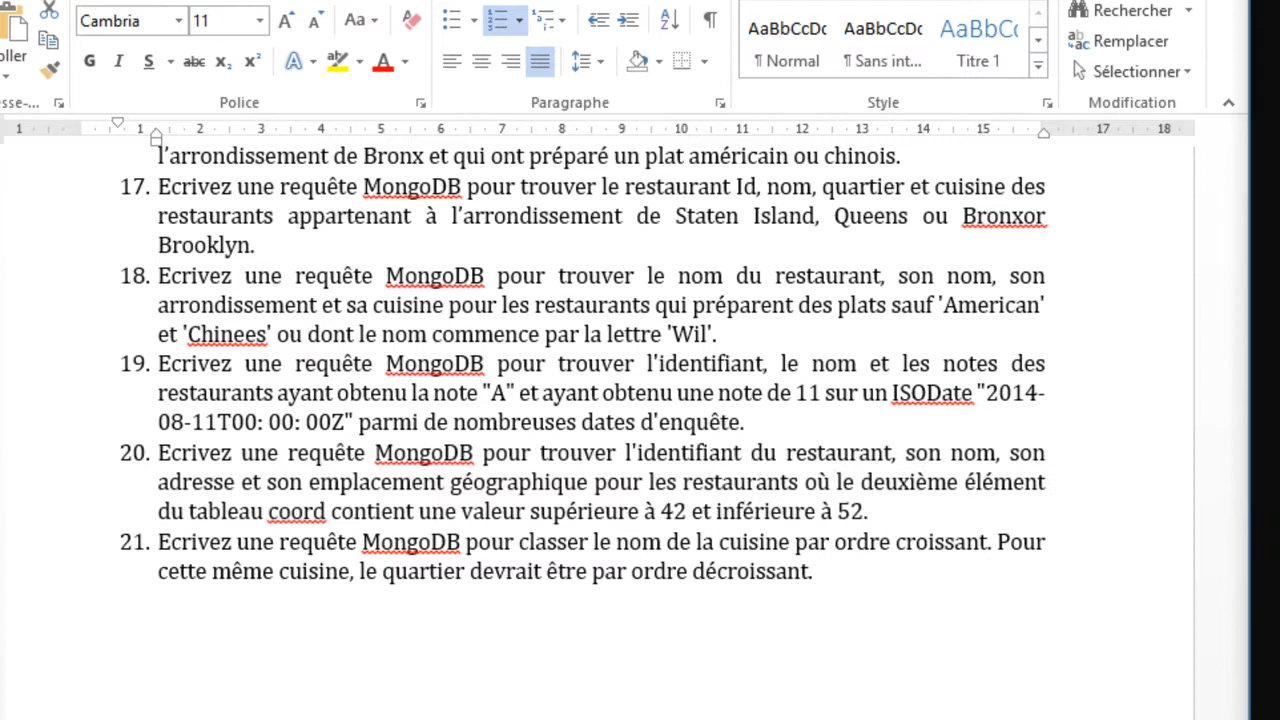 Cambria 11 Aa
Rechercher
Remplacer
Sélectionner
oller
G I S abc x₂ x² A ab A
AaBbCcDc AaBbCcDc AaBbCc
¶ Normal ¶ Sans int... Titre 1
sse-... Police Paragraphe Style Modification
1 1 2 3 4 5 6 7 8 9 10 11 12 13 14 15 17 18
l’arrondissement de Bronx et qui ont préparé un plat américain ou chinois.
17. Ecrivez une requête MongoDB pour trouver le restaurant Id, nom, quartier et cuisine des
restaurants appartenant à l’arrondissement de Staten Island, Queens ou Bronxor
Brooklyn.
18. Ecrivez une requête MongoDB pour trouver le nom du restaurant, son nom, son
arrondissement et sa cuisine pour les restaurants qui préparent des plats sauf 'American'
et 'Chinees' ou dont le nom commence par la lettre 'Wil'.
19. Ecrivez une requête MongoDB pour trouver l'identifiant, le nom et les notes des
restaurants ayant obtenu la note "A" et ayant obtenu une note de 11 sur un ISODate "2014-
08-11T00: 00: 00Z" parmi de nombreuses dates d'enquête.
20. Ecrivez une requête MongoDB pour trouver l'identifiant du restaurant, son nom, son
adresse et son emplacement géographique pour les restaurants où le deuxième élément
du tableau coord contient une valeur supérieure à 42 et inférieure à 52.
21. Ecrivez une requête MongoDB pour classer le nom de la cuisine par ordre croissant. Pour
cette même cuisine, le quartier devrait être par ordre décroissant.